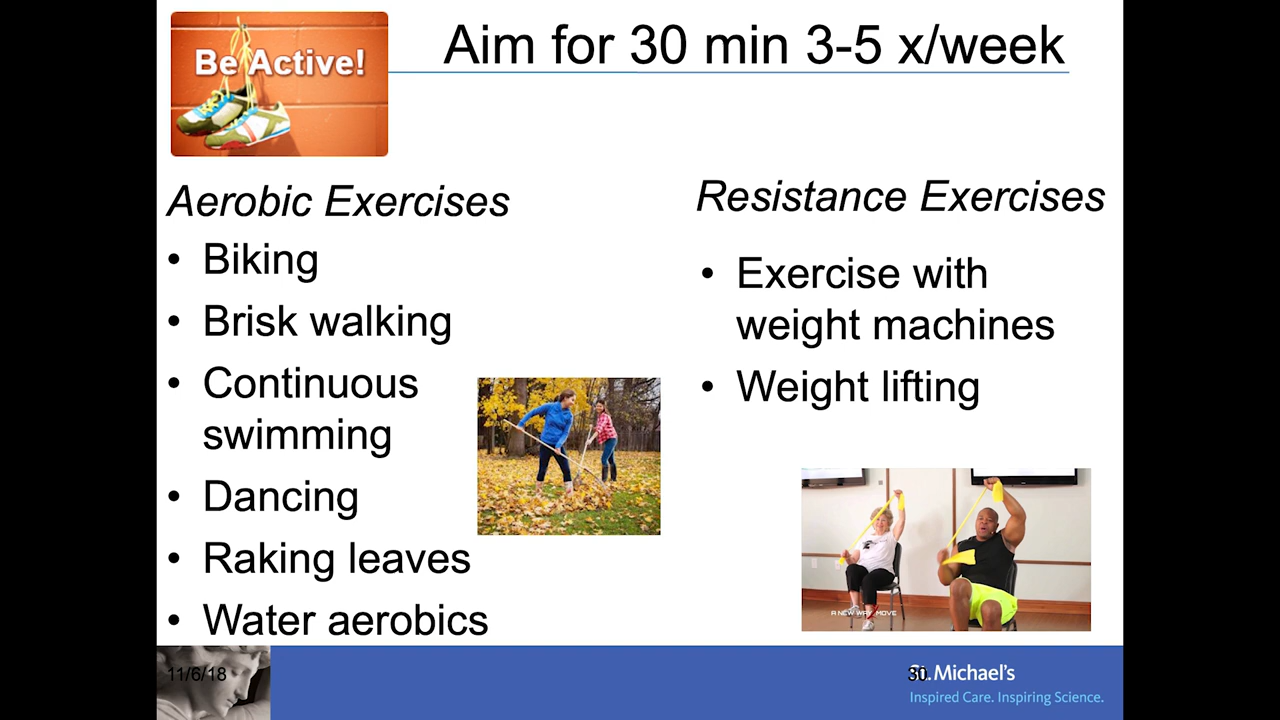 Be Active!
Aim for 30 min 3-5 x/week
Aerobic Exercises
• Biking
• Brisk walking
• Continuous
swimming
• Dancing
• Raking leaves
• Water aerobics
Resistance Exercises
• Exercise with
weight machines
• Weight lifting
A NEW WAY MOVE
11/6/18
30
St. Michael's
Inspired Care. Inspiring Science.